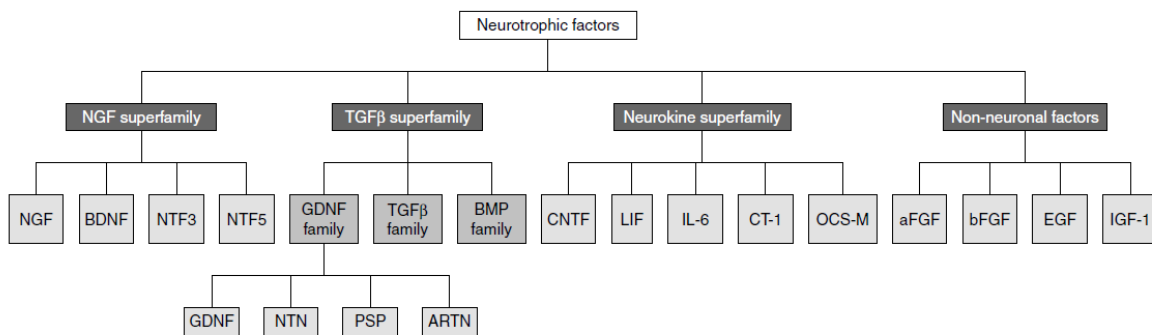 Neurotrophic factors
NGF superfamily
TGFβ superfamily
Neurokine superfamily
Non-neuronal factors
NGF
BDNF
NTF3
NTF5
GDNF
family
TGFβ
family
BMP
family
CNTF
LIF
IL-6
CT-1
OCS-M
aFGF
bFGF
EGF
IGF-1
GDNF
NTN
PSP
ARTN